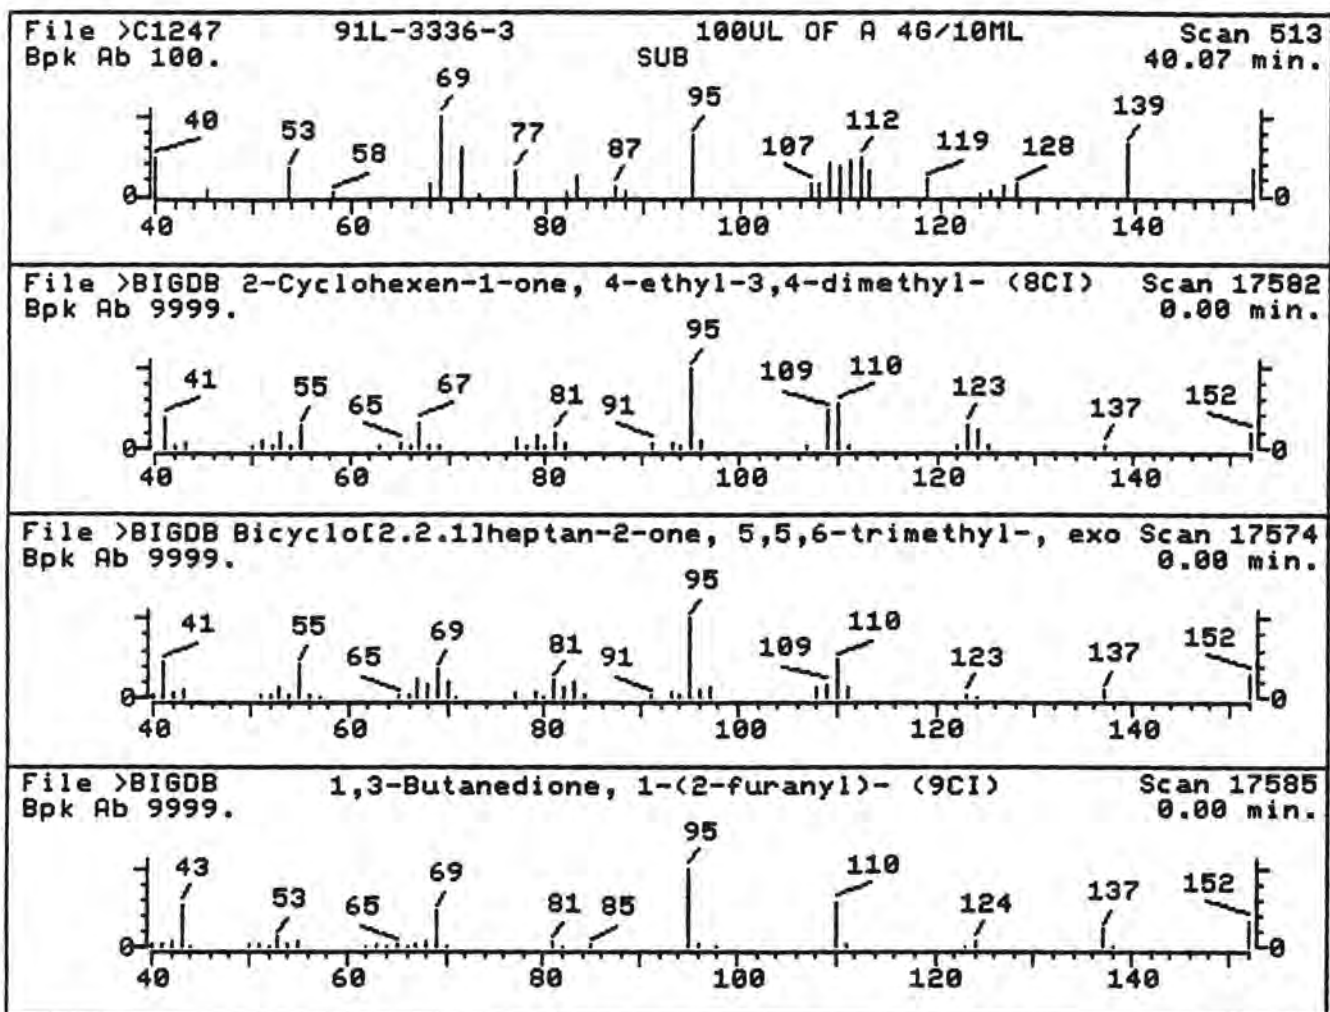 File >C1247 91L-3336-3 100UL OF A 4G/10ML Scan 513
Bpk Ab 100. SUB 40.07 min.
69
95
139
40 53 77 112
58 87 107 119 128
0 0
40 60 80 100 120 140
File >BIGDB 2-Cyclohexen-1-one, 4-ethyl-3,4-dimethyl- (8CI) Scan 17582
Bpk Ab 9999. 0.00 min.
95
41 55 67 109 110
65 81 91 123 137 152
0 0
40 60 80 100 120 140
File >BIGDB Bicyclo[2.2.1]heptan-2-one, 5,5,6-trimethyl-, exo Scan 17574
Bpk Ab 9999. 0.00 min.
95
41 55 69 110
65 81 91 109 123 137 152
0 0
40 60 80 100 120 140
File >BIGDB 1,3-Butanedione, 1-(2-furanyl)- (9CI) Scan 17585
Bpk Ab 9999. 0.00 min.
95
43 69 110 152
53 65 81 85 124 137
0 0
40 60 80 100 120 140